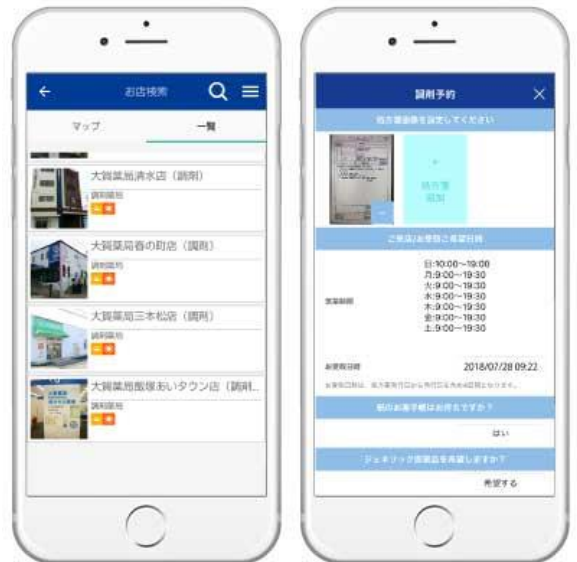 お店検索
マップ
一覧
大賀薬局清水店（調剤）
調剤薬局
大賀薬局春の町店（調剤）
調剤薬局
大賀薬局三本松店（調剤）
調剤薬局
大賀薬局飯塚あいタウン店（調剤...
調剤薬局
調剤予約
処方箋画像を設定してください
+
処方箋
追加
ご来店/お受取ご希望日時
営業時間
日:10:00〜19:00
月:9:00〜19:30
火:9:00〜19:30
水:9:00〜19:30
木:9:00〜19:30
金:9:00〜19:30
土:9:00〜19:30
お受取日時
2018/07/28 09:22
紙のお薬手帳はお持ちですか？
はい
ジェネリック医薬品を希望しますか？
希望する